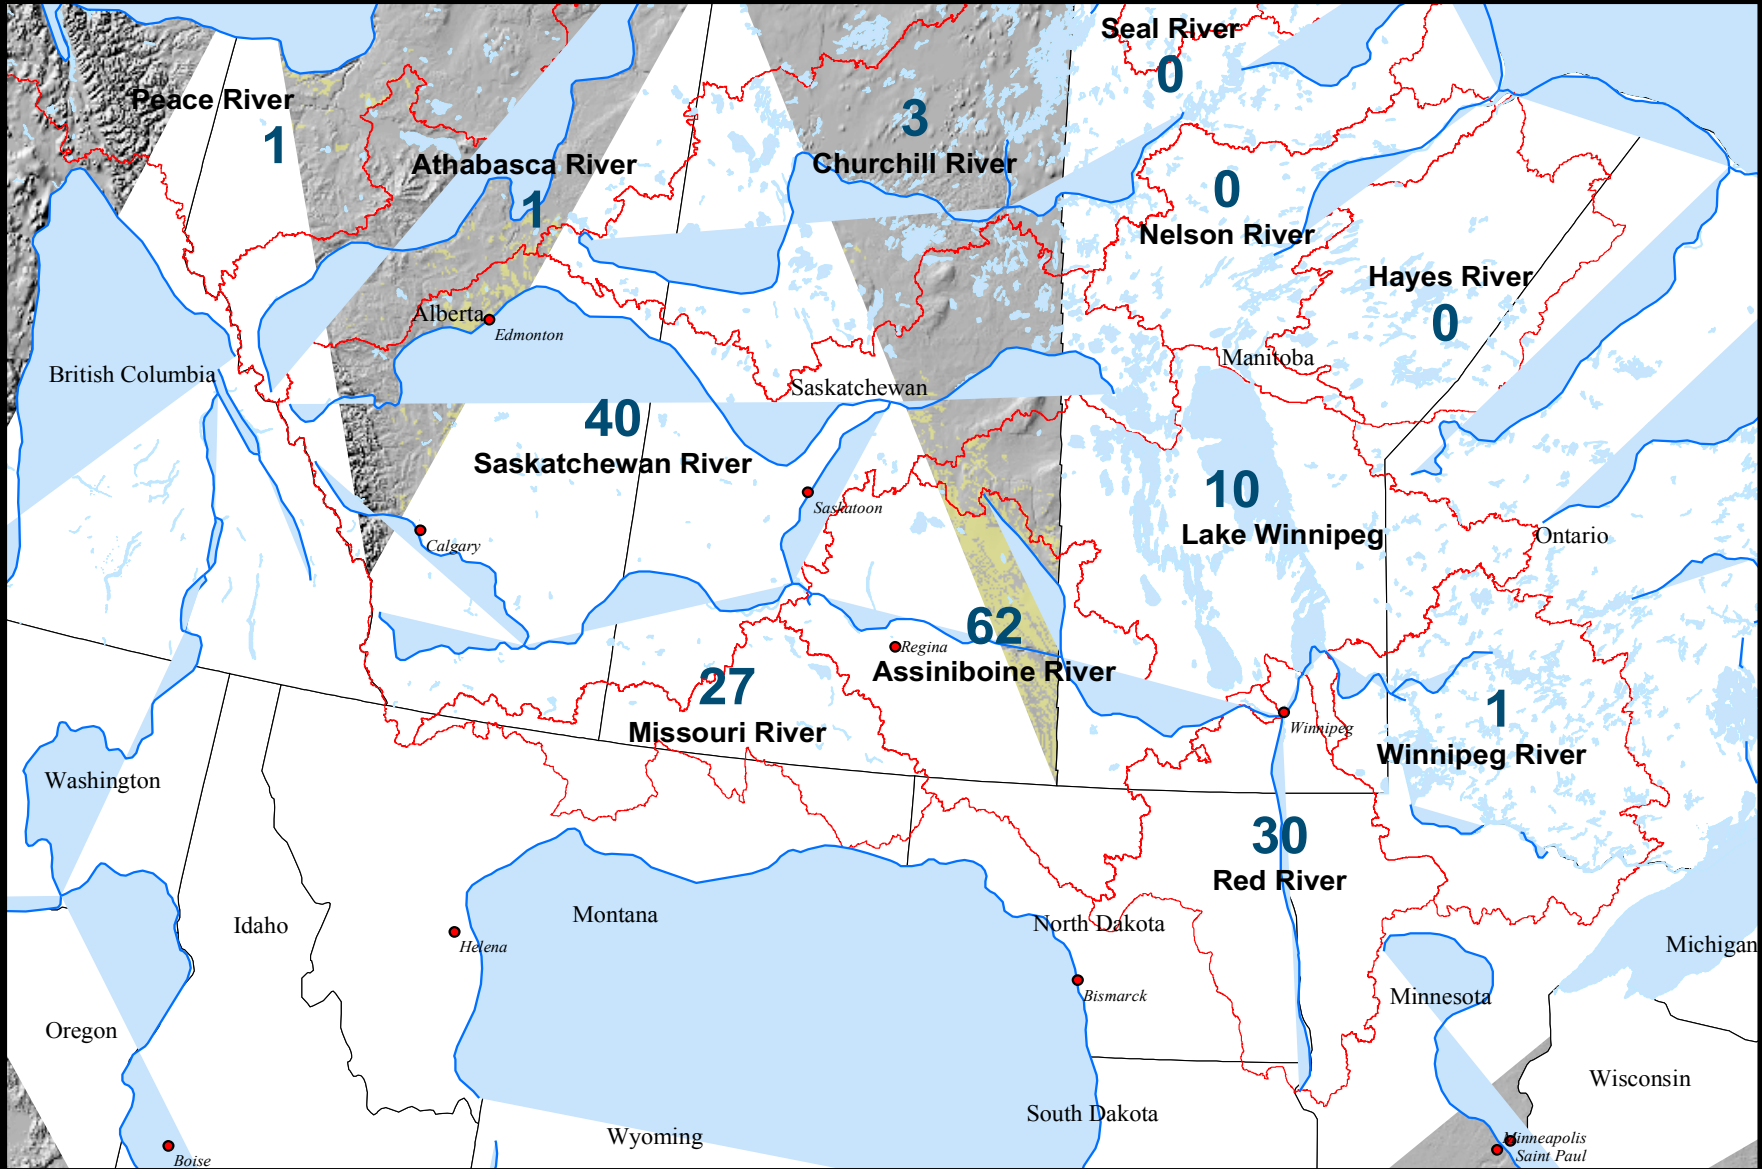 Seal River
0
Peace River
1
3
Churchill River
Athabasca River
1
0
Nelson River
Hayes River
0
Alberta
Edmonton
British Columbia
Manitoba
Saskatchewan
40
Saskatchewan River
10
Lake Winnipeg
Saskatoon
Calgary
Ontario
62
Regina
Assiniboine River
27
Missouri River
1
Winnipeg
Winnipeg River
Washington
30
Red River
Idaho
Montana
North Dakota
Helena
Michigan
Bismarck
Minnesota
Oregon
Wisconsin
South Dakota
Wyoming
Minneapolis
Saint Paul
Boise